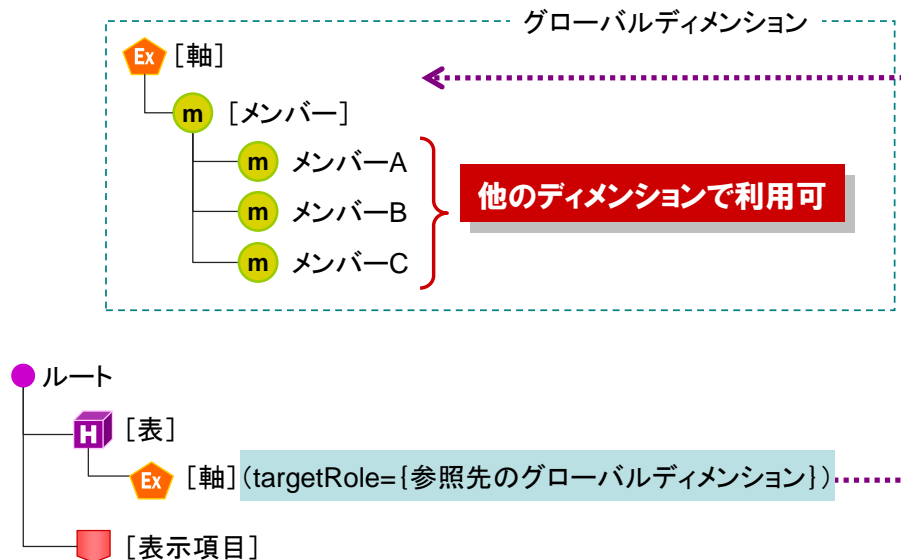 グローバルディメンション
Ex [軸]
m [メンバー]
m メンバーA
m メンバーB
m メンバーC
他のディメンションで利用可
ルート
H [表]
Ex [軸](targetRole={参照先のグローバルディメンション})
[表示項目]